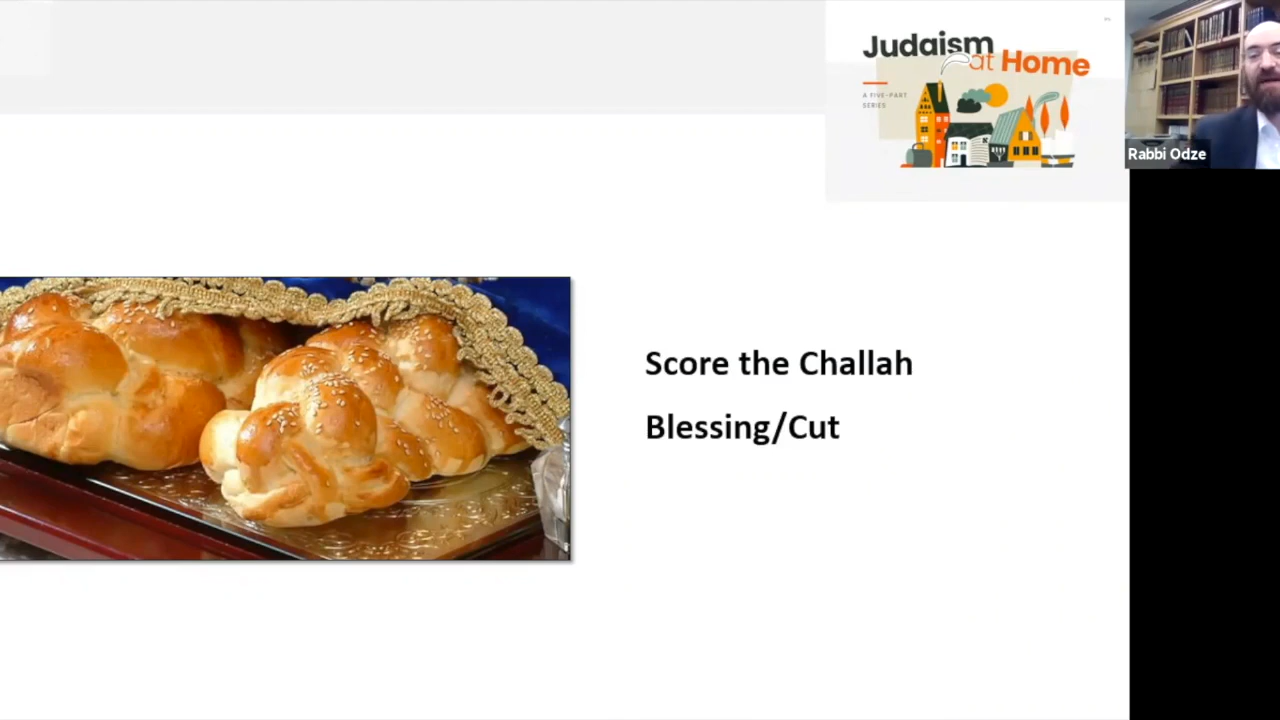 Judaism
at Home
A FIVE-PART
SERIES
Rabbi Odze
Score the Challah
Blessing/Cut